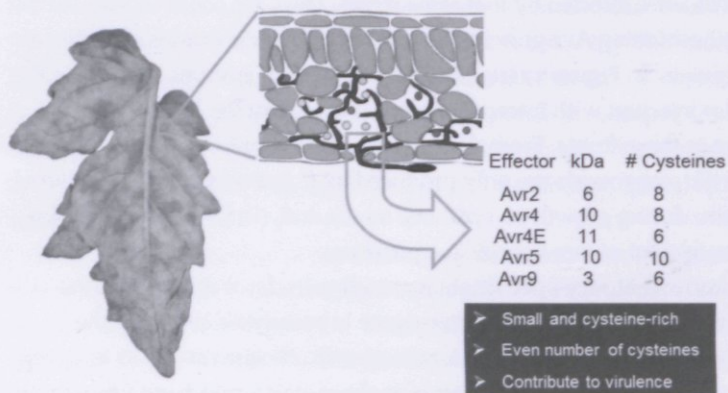 Effector kDa # Cysteines
Avr2 6 8
Avr4 10 8
Avr4E 11 6
Avr5 10 10
Avr9 3 6
➢ Small and cysteine-rich
➢ Even number of cysteines
➢ Contribute to virulence